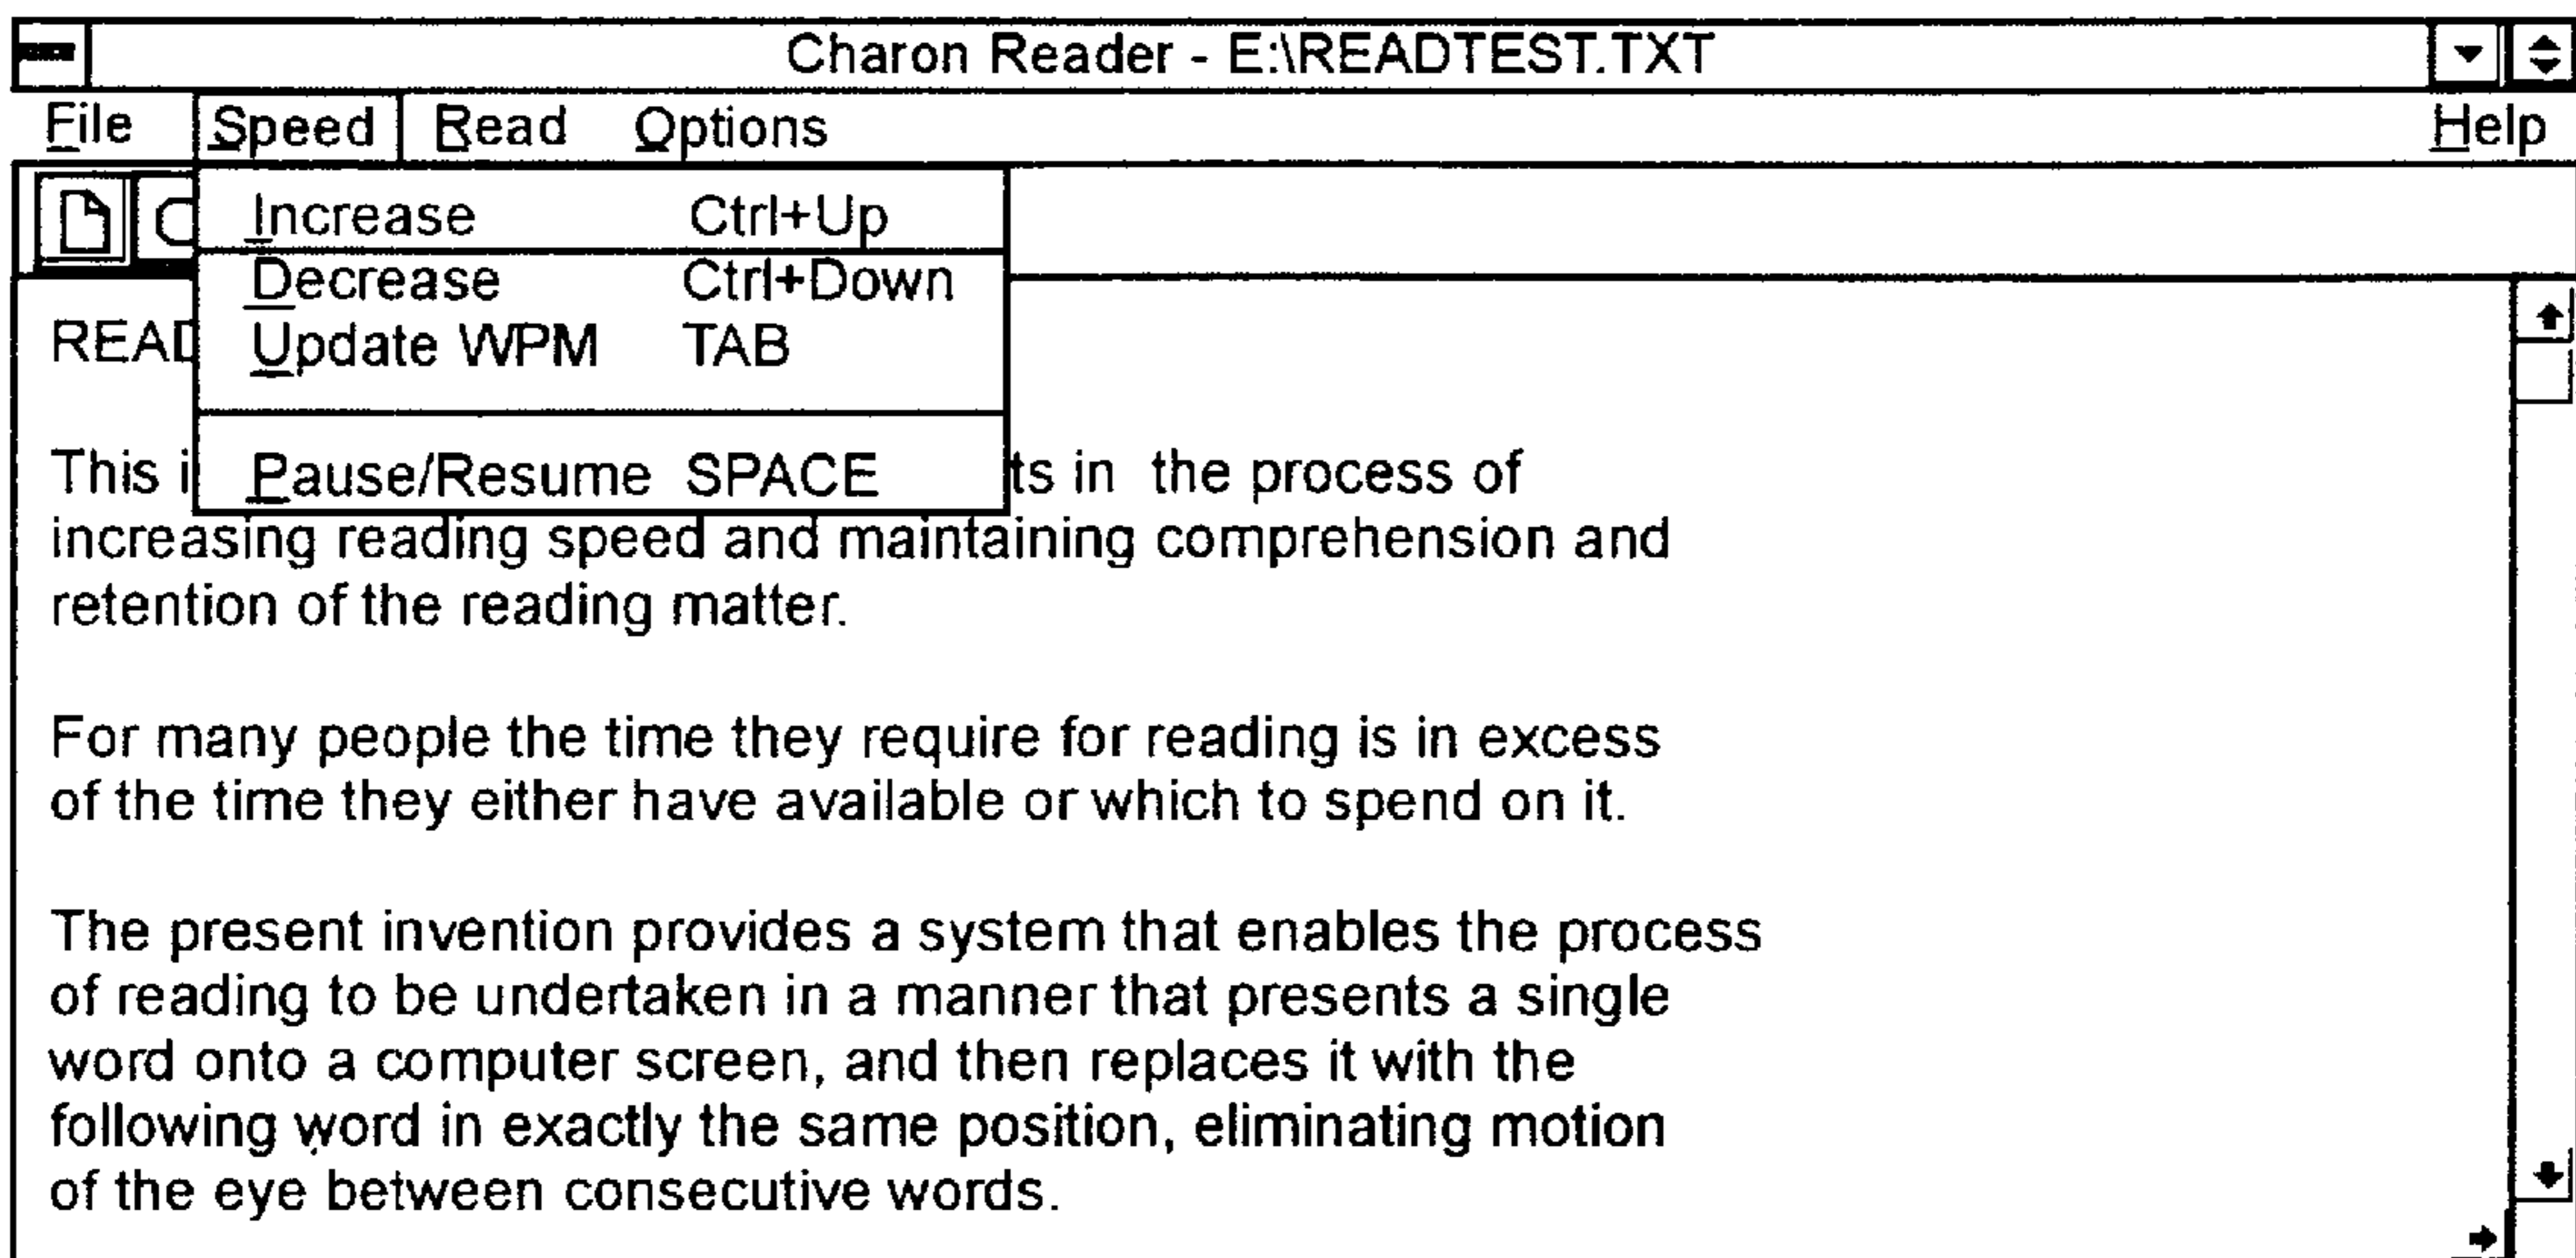 Charon Reader - E:\READTEST.TXT
File Speed Read Options Help
Increase Ctrl+Up
Decrease Ctrl+Down
Update WPM TAB
Pause/Resume SPACE
READ
This i ts in the process of
increasing reading speed and maintaining comprehension and
retention of the reading matter.
For many people the time they require for reading is in excess
of the time they either have available or which to spend on it.
The present invention provides a system that enables the process
of reading to be undertaken in a manner that presents a single
word onto a computer screen, and then replaces it with the
following word in exactly the same position, eliminating motion
of the eye between consecutive words.